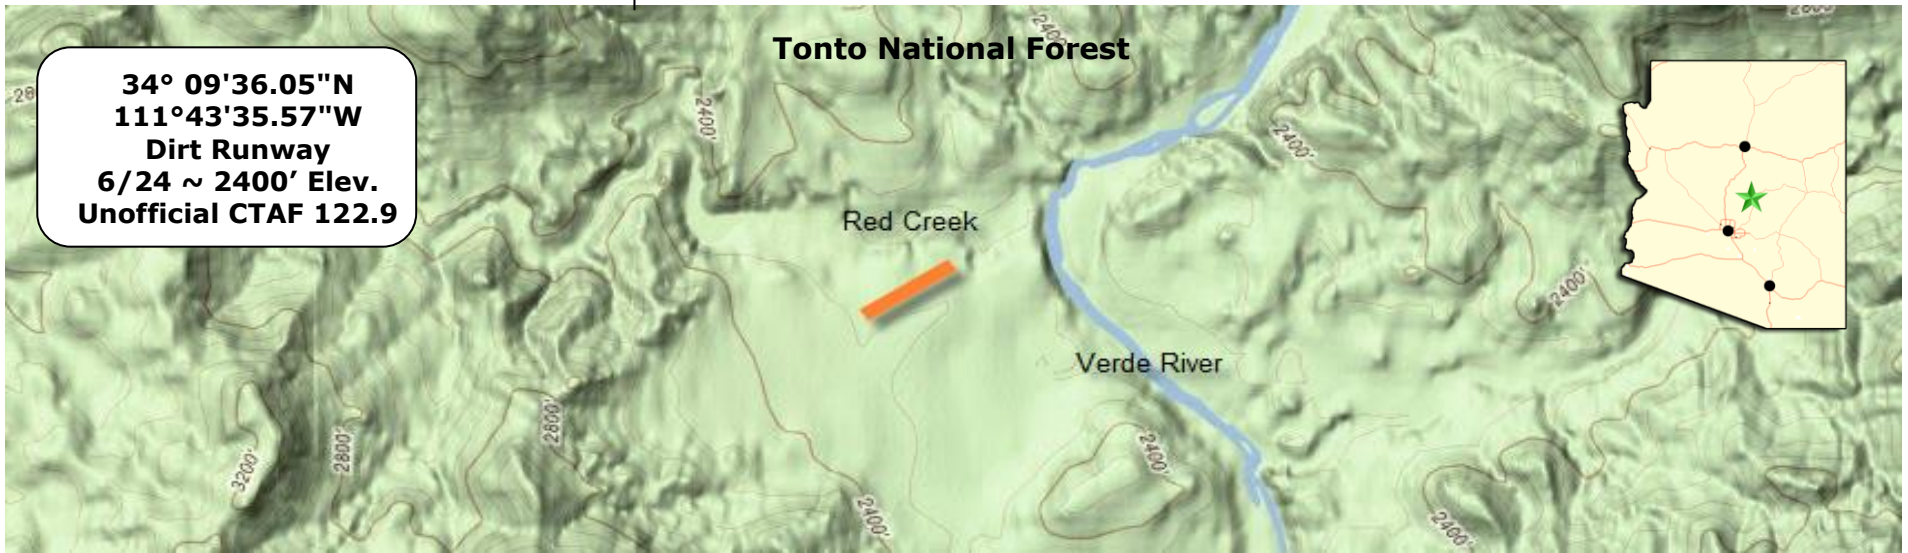 Tonto National Forest
34° 09'36.05"N
111°43'35.57"W
Dirt Runway
6/24 ~ 2400’ Elev.
Unofficial CTAF 122.9
2400'
2400'
2400'
Red Creek
2400'
Verde River
3200'
2800'
2800'
2400'
2400'
2400'